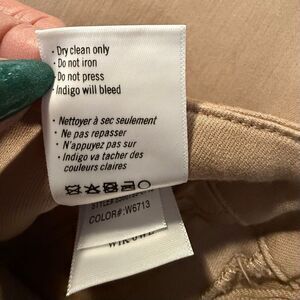 · Dry clean only
· Do not iron
· Do not press
· Indigo will bleed
· Nettoyer à sec seulement
· Ne pas repasser
· N'appuyez pas sur
· Indigo va tacher des
couleurs claires
COLOR#:W6713